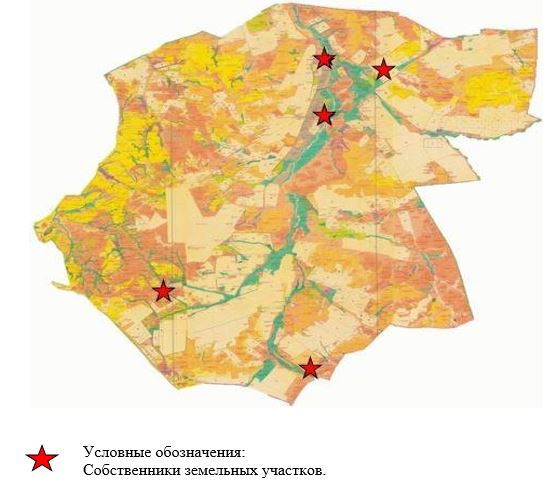 Условные обозначения:
Собственники земельных участков.